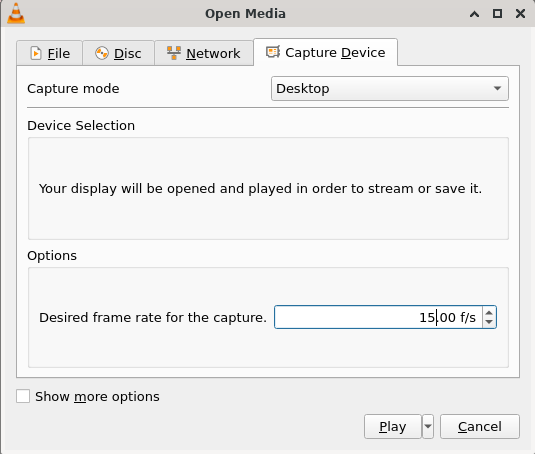 Open Media
File
Disc
Network
Capture Device
Capture mode
Desktop
Device Selection
Your display will be opened and played in order to stream or save it.
Options
Desired frame rate for the capture.
15.00 f/s
Show more options
Play
Cancel